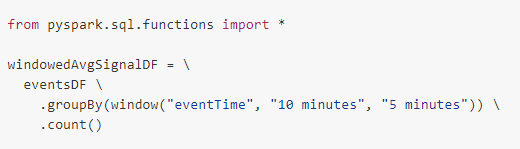 from pyspark.sql.functions import *
windowedAvgSignalDF = \
  eventsDF \
    .groupBy(window("eventTime", "10 minutes", "5 minutes")) \
    .count()